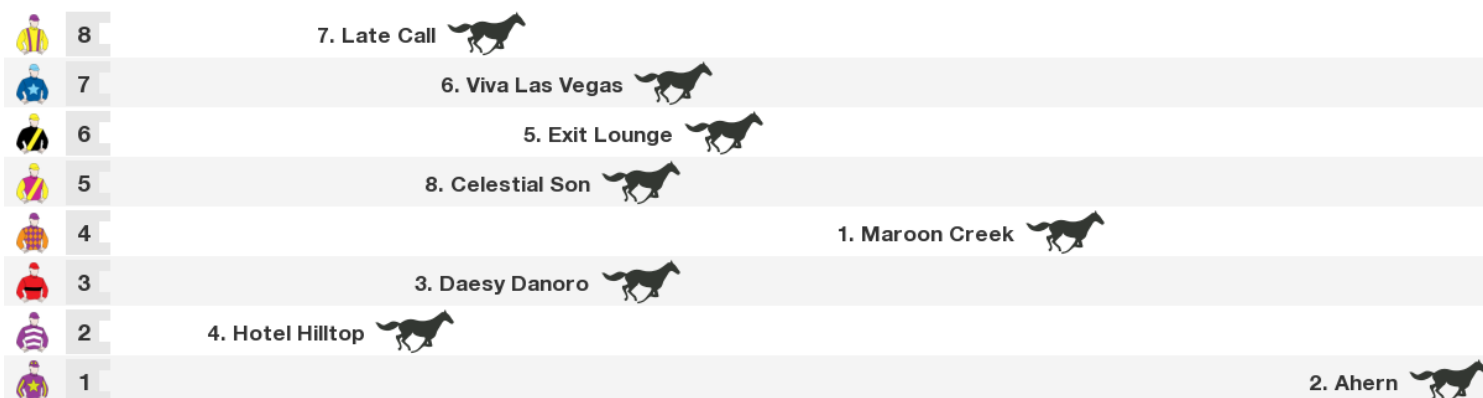 8 7. Late Call
7 6. Viva Las Vegas
6 5. Exit Lounge
5 8. Celestial Son
4 1. Maroon Creek
3 3. Daesy Danoro
2 4. Hotel Hilltop
1 2. Ahern